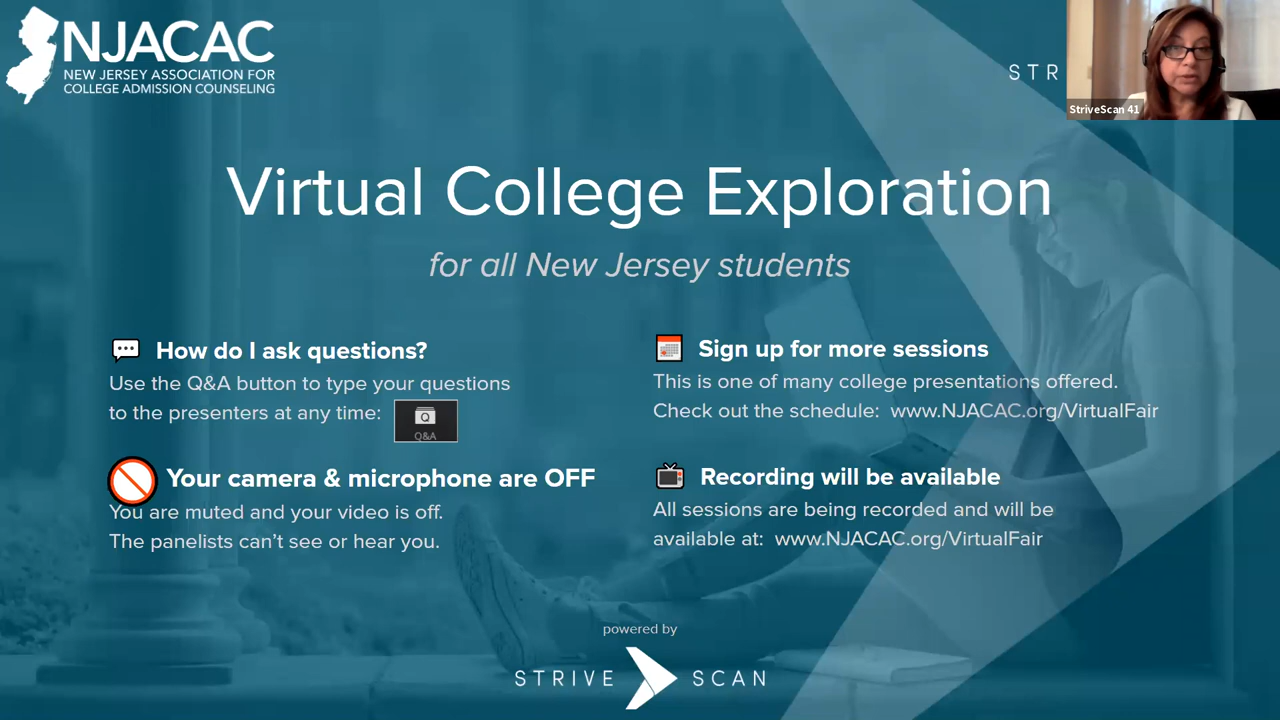 NJACAC
NEW JERSEY ASSOCIATION FOR
COLLEGE ADMISSION COUNSELING
STR
StriveScan 41
Virtual College Exploration
for all New Jersey students
How do I ask questions?
Use the Q&A button to type your questions
to the presenters at any time:
Q
Q&A
Sign up for more sessions
This is one of many college presentations offered.
Check out the schedule: www.NJACAC.org/VirtualFair
Your camera & microphone are OFF
You are muted and your video is off.
The panelists can’t see or hear you.
Recording will be available
All sessions are being recorded and will be
available at: www.NJACAC.org/VirtualFair
powered by
STRIVE SCAN